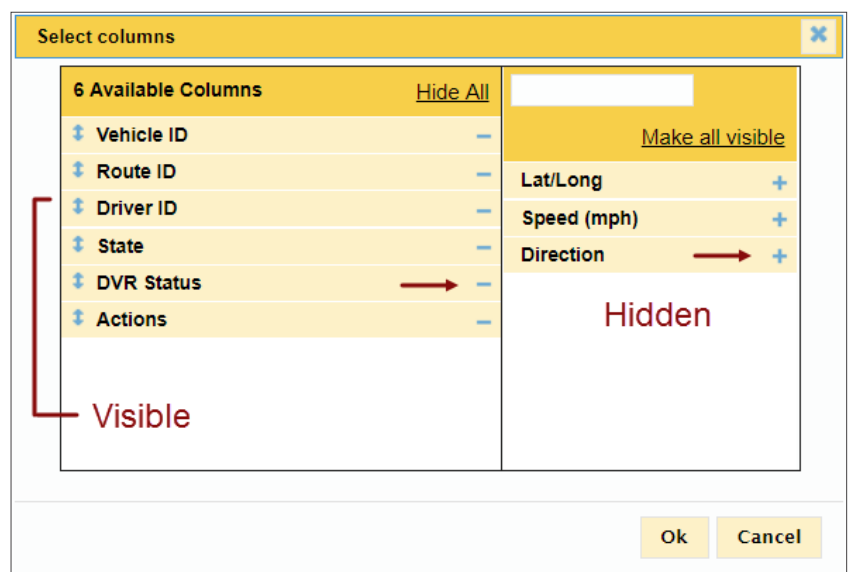 Select columns
6 Available Columns Hide All
Vehicle ID
Route ID
Driver ID
State
DVR Status
Actions
Visible
Make all visible
Lat/Long
Speed (mph)
Direction
Hidden
Ok Cancel